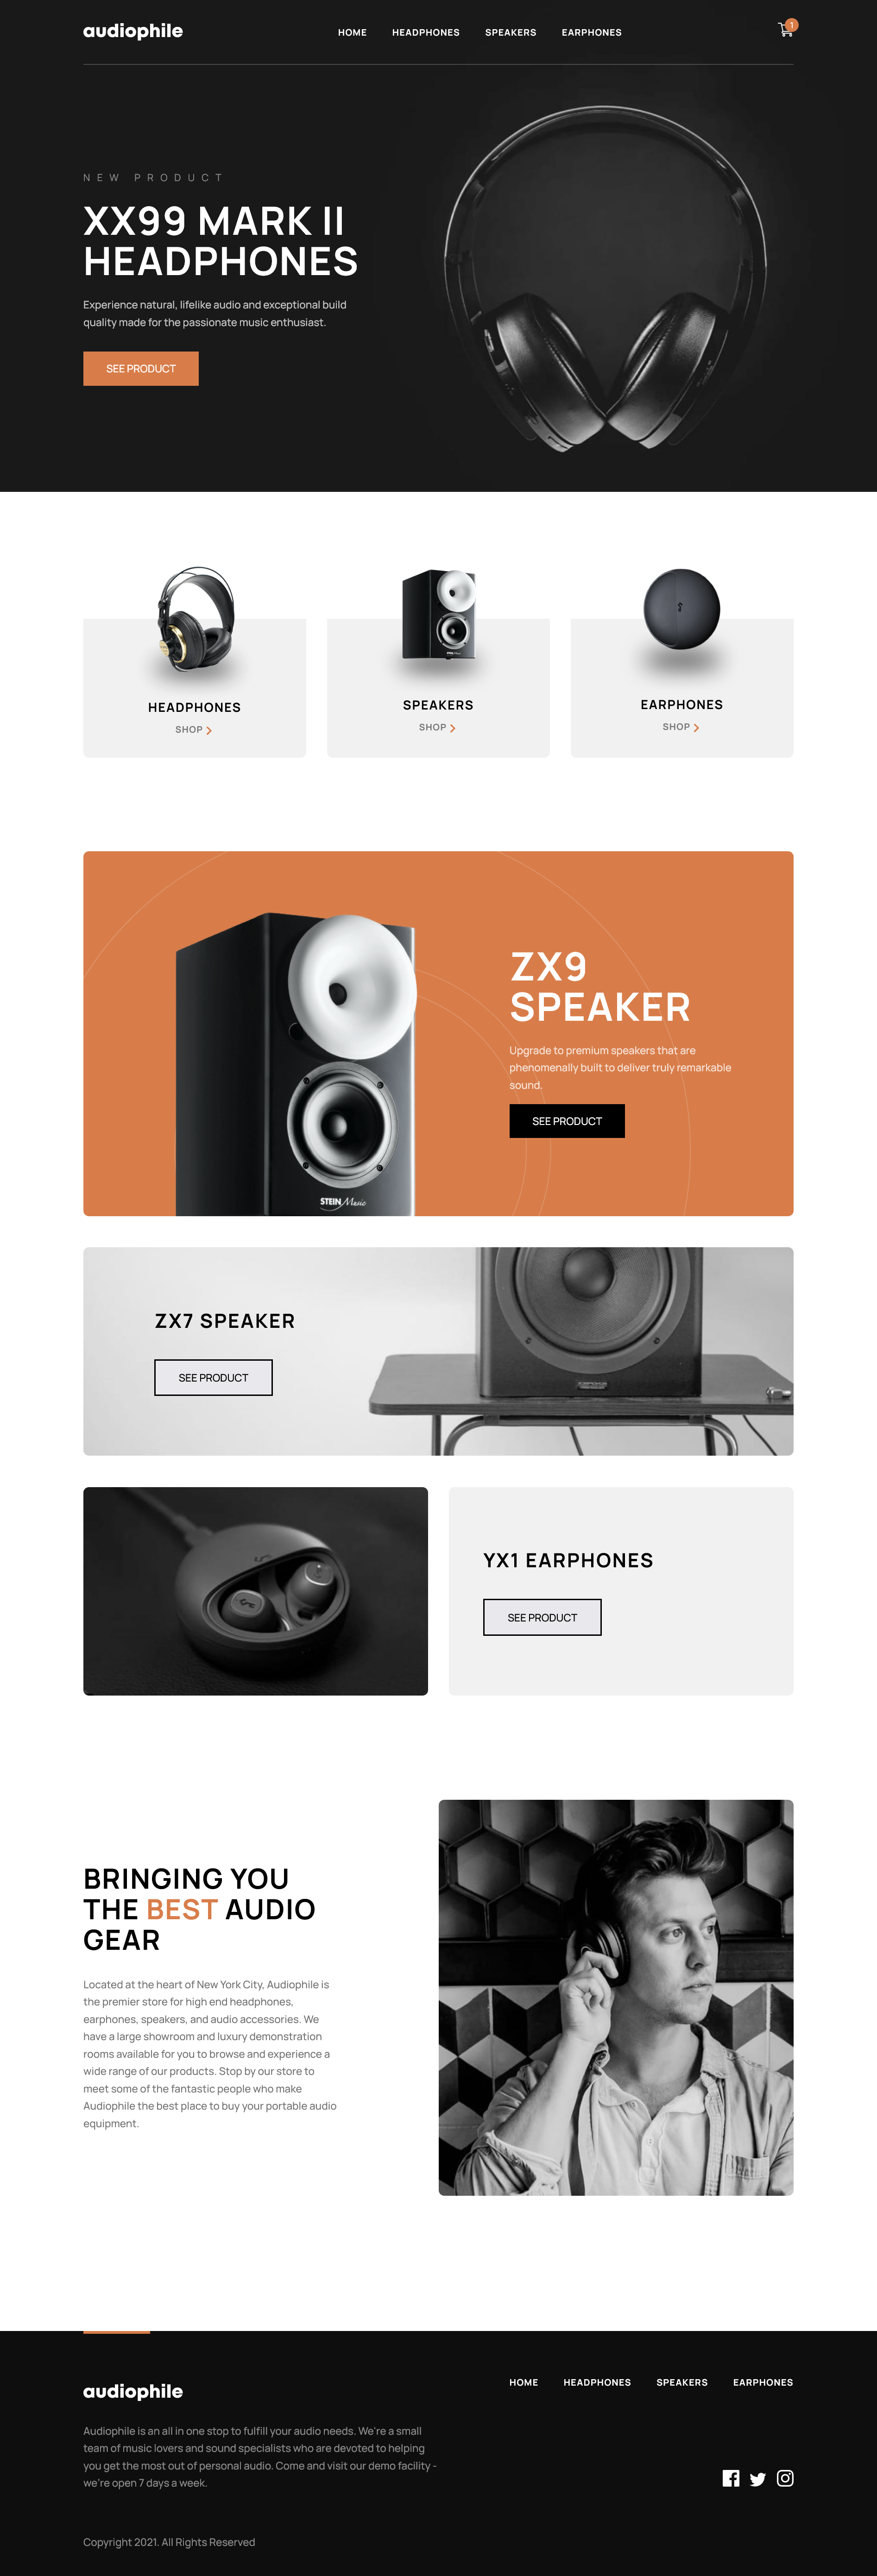 audiophile
HOME HEADPHONES SPEAKERS EARPHONES
1
NEW PRODUCT
XX99 MARK II
HEADPHONES
Experience natural, lifelike audio and exceptional build
quality made for the passionate music enthusiast.
SEE PRODUCT
HEADPHONES
SHOP
SPEAKERS
SHOP
EARPHONES
SHOP
STEIN Music
ZX9
SPEAKER
Upgrade to premium speakers that are
phenomenally built to deliver truly remarkable
sound.
SEE PRODUCT
ZX7 SPEAKER
SEE PRODUCT
YX1 EARPHONES
SEE PRODUCT
BRINGING YOU
THE BEST AUDIO
GEAR
Located at the heart of New York City, Audiophile is
the premier store for high end headphones,
earphones, speakers, and audio accessories. We
have a large showroom and luxury demonstration
rooms available for you to browse and experience a
wide range of our products. Stop by our store to
meet some of the fantastic people who make
Audiophile the best place to buy your portable audio
equipment.
audiophile
HOME HEADPHONES SPEAKERS EARPHONES
Audiophile is an all in one stop to fulfill your audio needs. We're a small
team of music lovers and sound specialists who are devoted to helping
you get the most out of personal audio. Come and visit our demo facility -
we're open 7 days a week.
Copyright 2021. All Rights Reserved